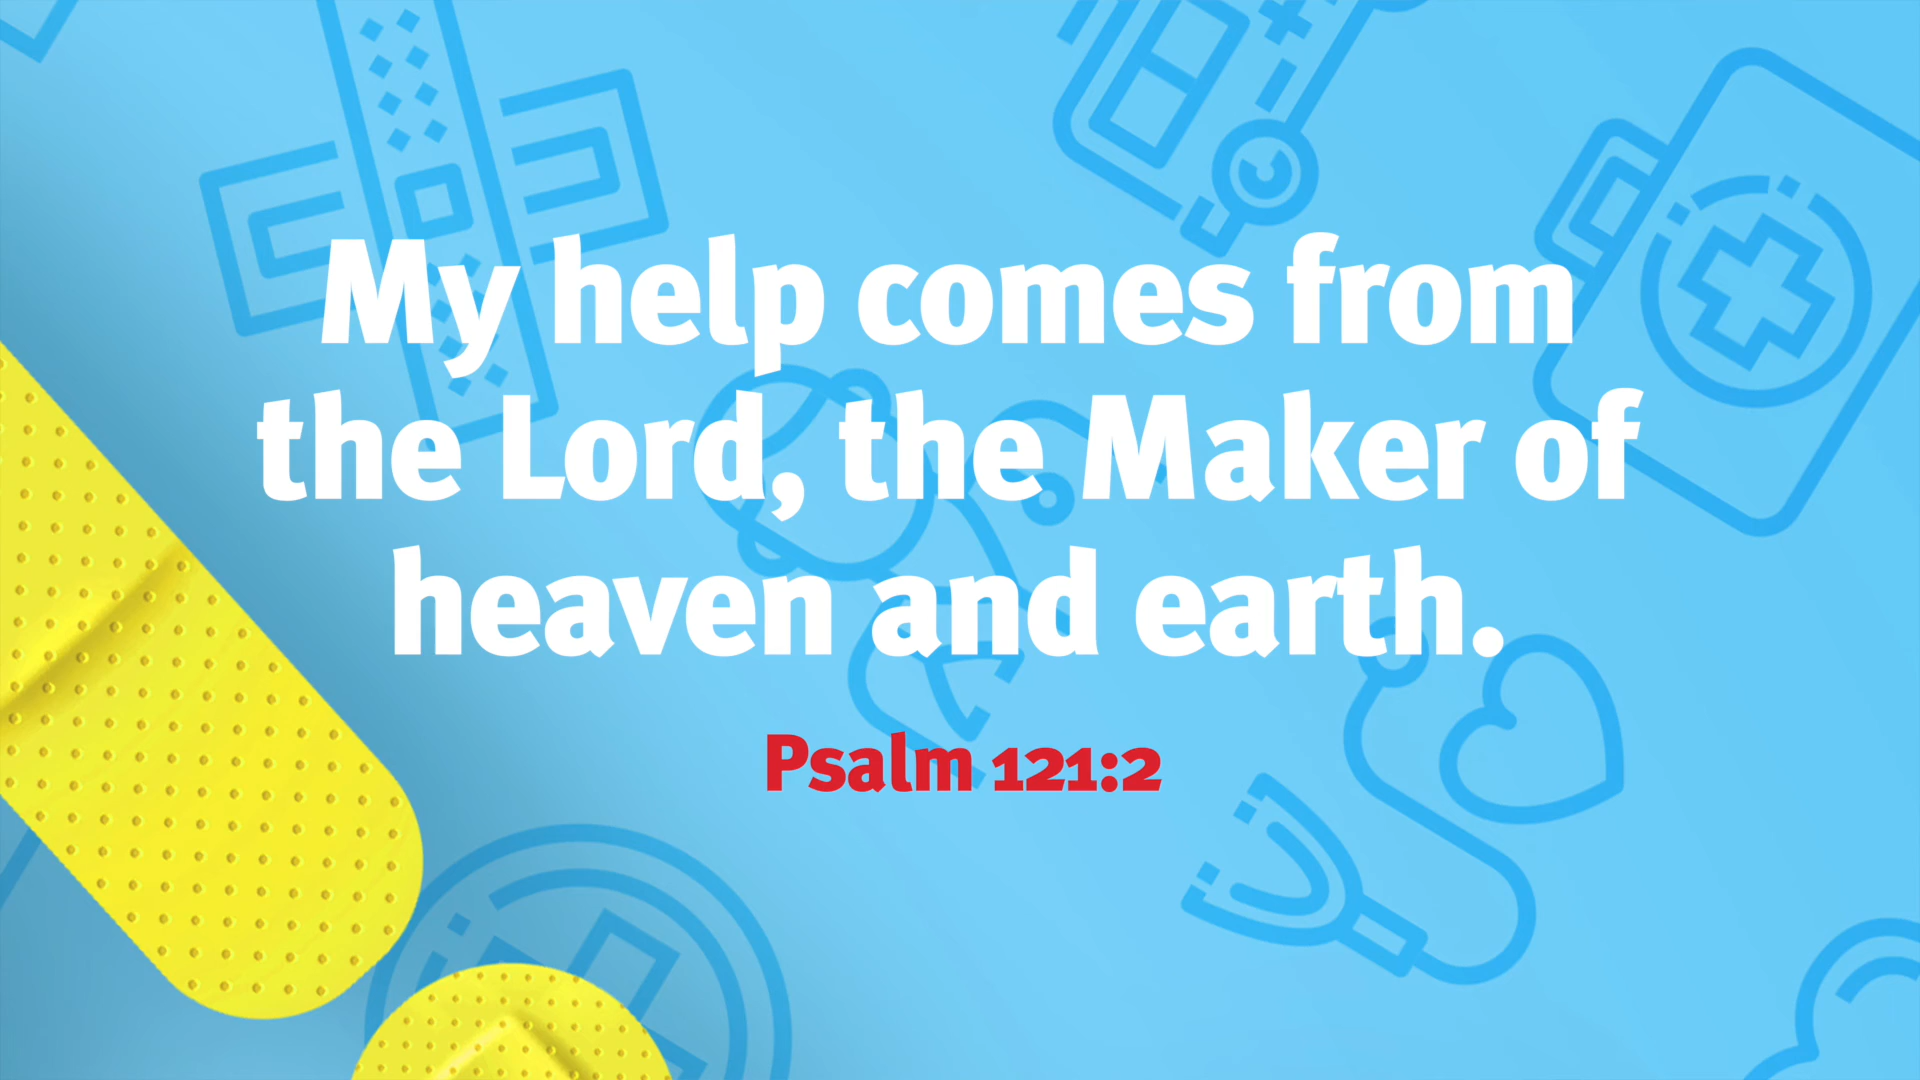 My help comes from
the Lord, the Maker of
heaven and earth.
Psalm 121:2